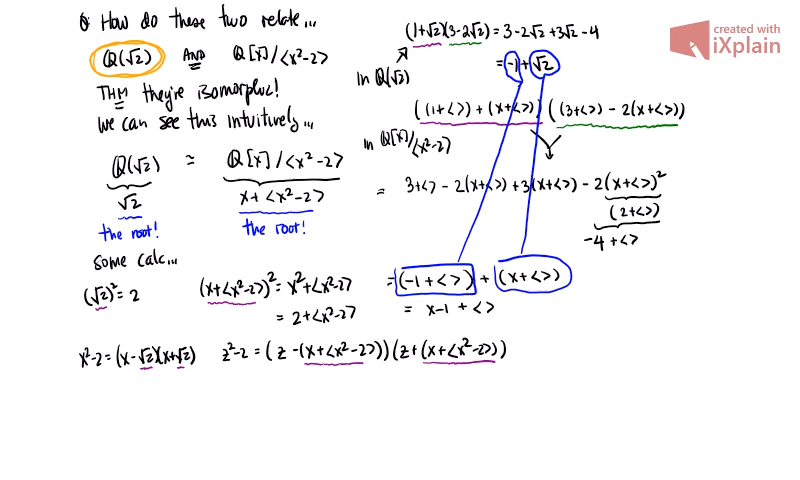 Q: How do these two relate...
Q(√2) AND Q[x]/<x²-2>
THM they're isomorphic!
We can see this intuitively...
Q(√2) ≃ Q[x]/<x²-2>
√2 x+<x²-2>
the root! the root!
some calc...
(√2)² = 2 (x+<x²-2>)² = x²+<x²-2>
= 2+<x²-2>
x²-2 = (x-√2)(x+√2) z²-2 = (z-(x+<x²-2>))(z+(x+<x²-2>))
(1+√2)(3-2√2) = 3-2√2+3√2-4
in Q(√2)
= -1+√2
((1+<>)+(x+<>))((3+<>)-2(x+<>))
in Q[x]/<x²-2>
= 3+<>-2(x+<>)+3(x+<>)-2(x+<>)²
(2+<>)
-4+<>
= (-1+<>)+(x+<>)
= x-1+<>
created with
iXplain